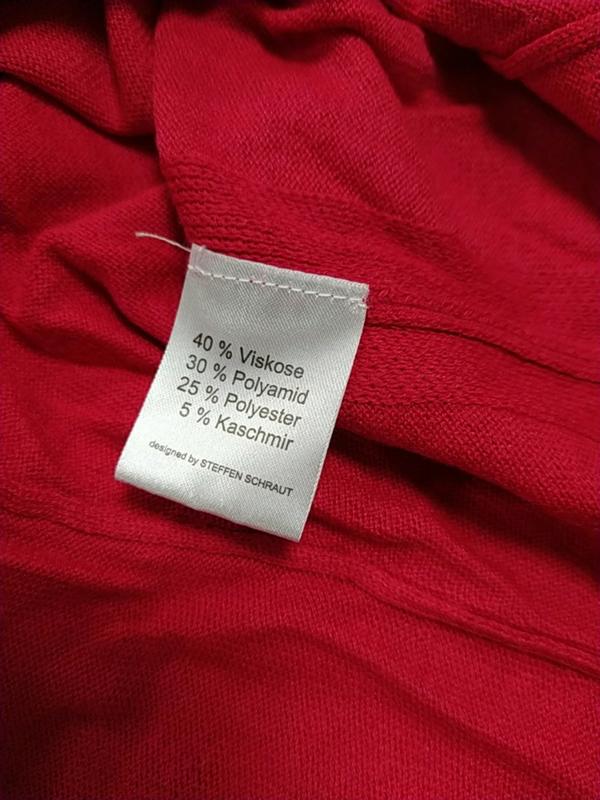 40 % Viskose
30 % Polyamid
25 % Polyester
5 % Kaschmir
designed by STEFFEN SCHRAUT